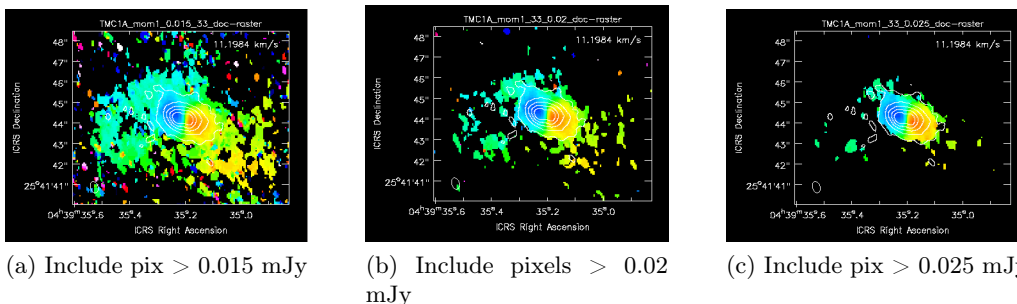 TMC1A_mom1_0.015_33_doc-raster
11.1984 km/s
48"
47"
46"
45"
44"
43"
42"
25°41'41"
ICRS Declination
04ʰ39ᵐ35ˢ.6
35ˢ.4
35ˢ.2
35ˢ.0
ICRS Right Ascension
(a) Include pix > 0.015 mJy
TMC1A_mom1_33_0.02_doc-raster
11.1984 km/s
48"
47"
46"
45"
44"
43"
42"
25°41'41"
ICRS Declination
04ʰ39ᵐ35ˢ.6
35ˢ.4
35ˢ.2
35ˢ.0
ICRS Right Ascension
(b) Include pixels > 0.02
mJy
TMC1A_mom1_33_0.025_doc-raster
11.1984 km/s
48"
47"
46"
45"
44"
43"
42"
25°41'41"
ICRS Declination
04ʰ39ᵐ35ˢ.6
35ˢ.4
35ˢ.2
35ˢ.0
ICRS Right Ascension
(c) Include pix > 0.025 mJy